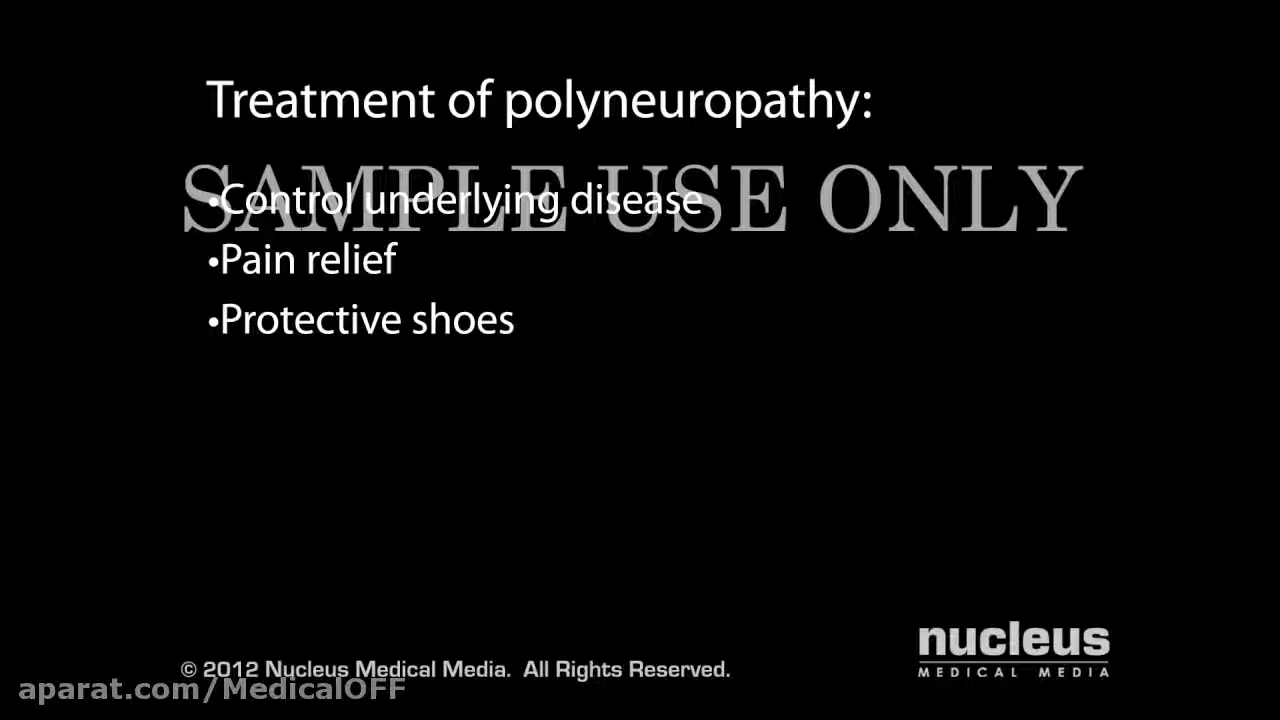 Treatment of polyneuropathy:
SAMPLE USE ONLY
•Control underlying disease
•Pain relief
•Protective shoes
nucleus
MEDICAL MEDIA
© 2012 Nucleus Medical Media. All Rights Reserved.
aparat.com/MedicalOFF